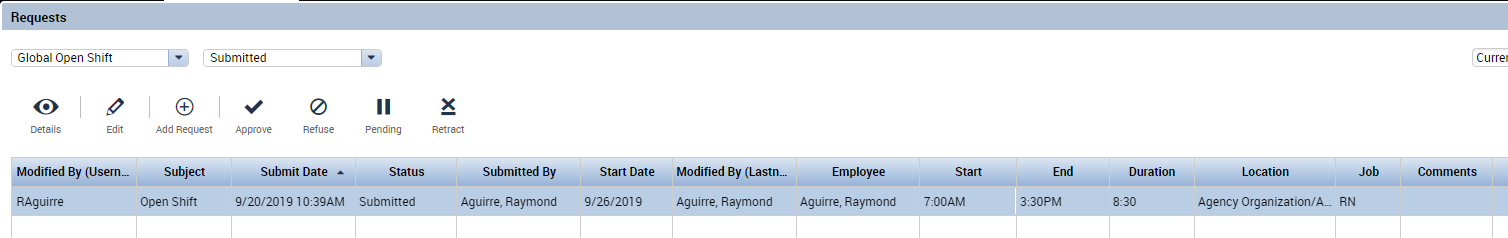 Requests
Global Open Shift Submitted Curre
Details Edit Add Request Approve Refuse Pending Retract
Modified By (Usern... Subject Submit Date Status Submitted By Start Date Modified By (Lastn... Employee Start End Duration Location Job Comments
RAguirre Open Shift 9/20/2019 10:39AM Submitted Aguirre, Raymond 9/26/2019 Aguirre, Raymond Aguirre, Raymond 7:00AM 3:30PM 8:30 Agency Organization/A... RN